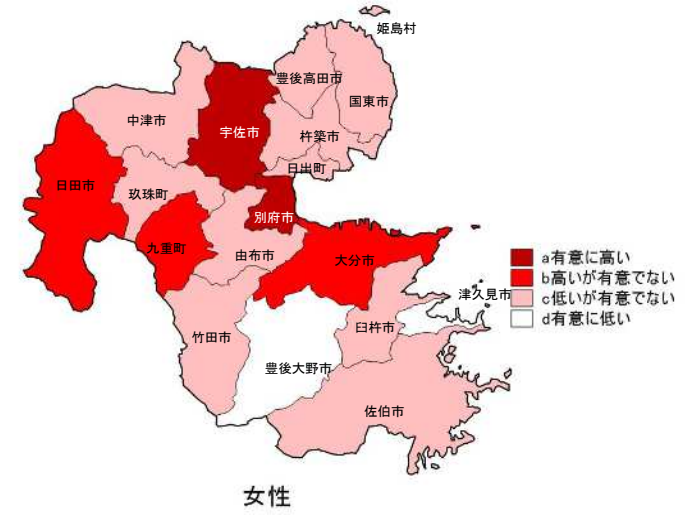 姫島村
豊後高田市
国東市
中津市
宇佐市
杵築市
日出町
日田市
玖珠町
別府市
九重町
由布市
大分市
a有意に高い
b高いが有意でない
c低いが有意でない
d有意に低い
津久見市
竹田市
臼杵市
豊後大野市
佐伯市
女性